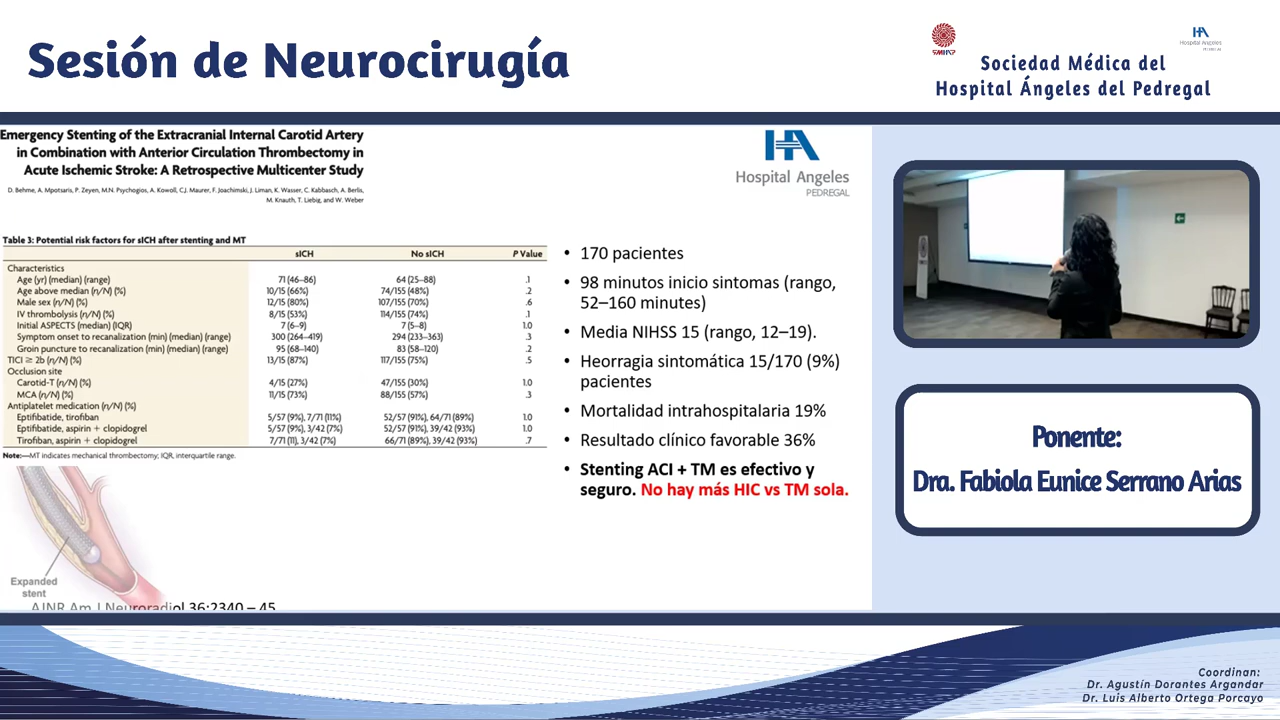 Sesión de Neurocirugía
SMHAP
HA
Hospital Angeles
PEDREGAL
Sociedad Médica del
Hospital Ángeles del Pedregal
Emergency Stenting of the Extracranial Internal Carotid Artery
in Combination with Anterior Circulation Thrombectomy in
Acute Ischemic Stroke: A Retrospective Multicenter Study
D. Behme, A. Mpotsaris, P. Zeyen, M.N. Psychogios, A. Kowoll, C.J. Maurer, F. Joachimski, J. Liman, K. Wasser, C. Kabbasch, A. Berlis,
M. Knauth, T. Liebig, and W. Weber
Hospital Angeles
PEDREGAL
Table 3: Potential risk factors for sICH after stenting and MT
sICH No sICH P Value
Characteristics
Age (yr) (median) (range) 71 (46–86) 64 (25–88) .1
Age above median (n/N) (%) 10/15 (66%) 74/155 (48%) .2
Male sex (n/N) (%) 12/15 (80%) 107/155 (70%) .6
IV thrombolysis (n/N) (%) 8/15 (53%) 114/155 (74%) .1
Initial ASPECTS (median) (IQR) 7 (6–9) 7 (5–8) 1.0
Symptom onset to recanalization (min) (median) (range) 300 (264–419) 294 (233–363) .3
Groin puncture to recanalization (min) (median) (range) 95 (68–140) 83 (58–120) .2
TICI ≥ 2b (n/N) (%) 13/15 (87%) 117/155 (75%) .5
Occlusion site
Carotid-T (n/N) (%) 4/15 (27%) 47/155 (30%) 1.0
MCA (n/N) (%) 11/15 (73%) 88/155 (57%) .3
Antiplatelet medication (n/N) (%)
Eptifibatide, tirofiban 5/57 (9%), 7/71 (11%) 52/57 (91%), 64/71 (89%) 1.0
Eptifibatide, aspirin + clopidogrel 5/57 (9%), 3/42 (7%) 52/57 (91%), 39/42 (93%) 1.0
Tirofiban, aspirin + clopidogrel 7/71 (11), 3/42 (7%) 66/71 (89%), 39/42 (93%) .7
Note:—MT indicates mechanical thrombectomy; IQR, interquartile range.
• 170 pacientes
• 98 minutos inicio sintomas (rango,
52–160 minutes)
• Media NIHSS 15 (rango, 12–19).
• Heorragia sintomática 15/170 (9%)
pacientes
• Mortalidad intrahospitalaria 19%
• Resultado clínico favorable 36%
• Stenting ACI + TM es efectivo y
seguro. No hay más HIC vs TM sola.
Expanded
stent
AJNR Am J Neuroradiol 36:2340 – 45
Ponente:
Dra. Fabiola Eunice Serrano Arias
Coordinan:
Dr. Agustín Dorantes Argandar
Dr. Luis Alberto Ortega Porcayo